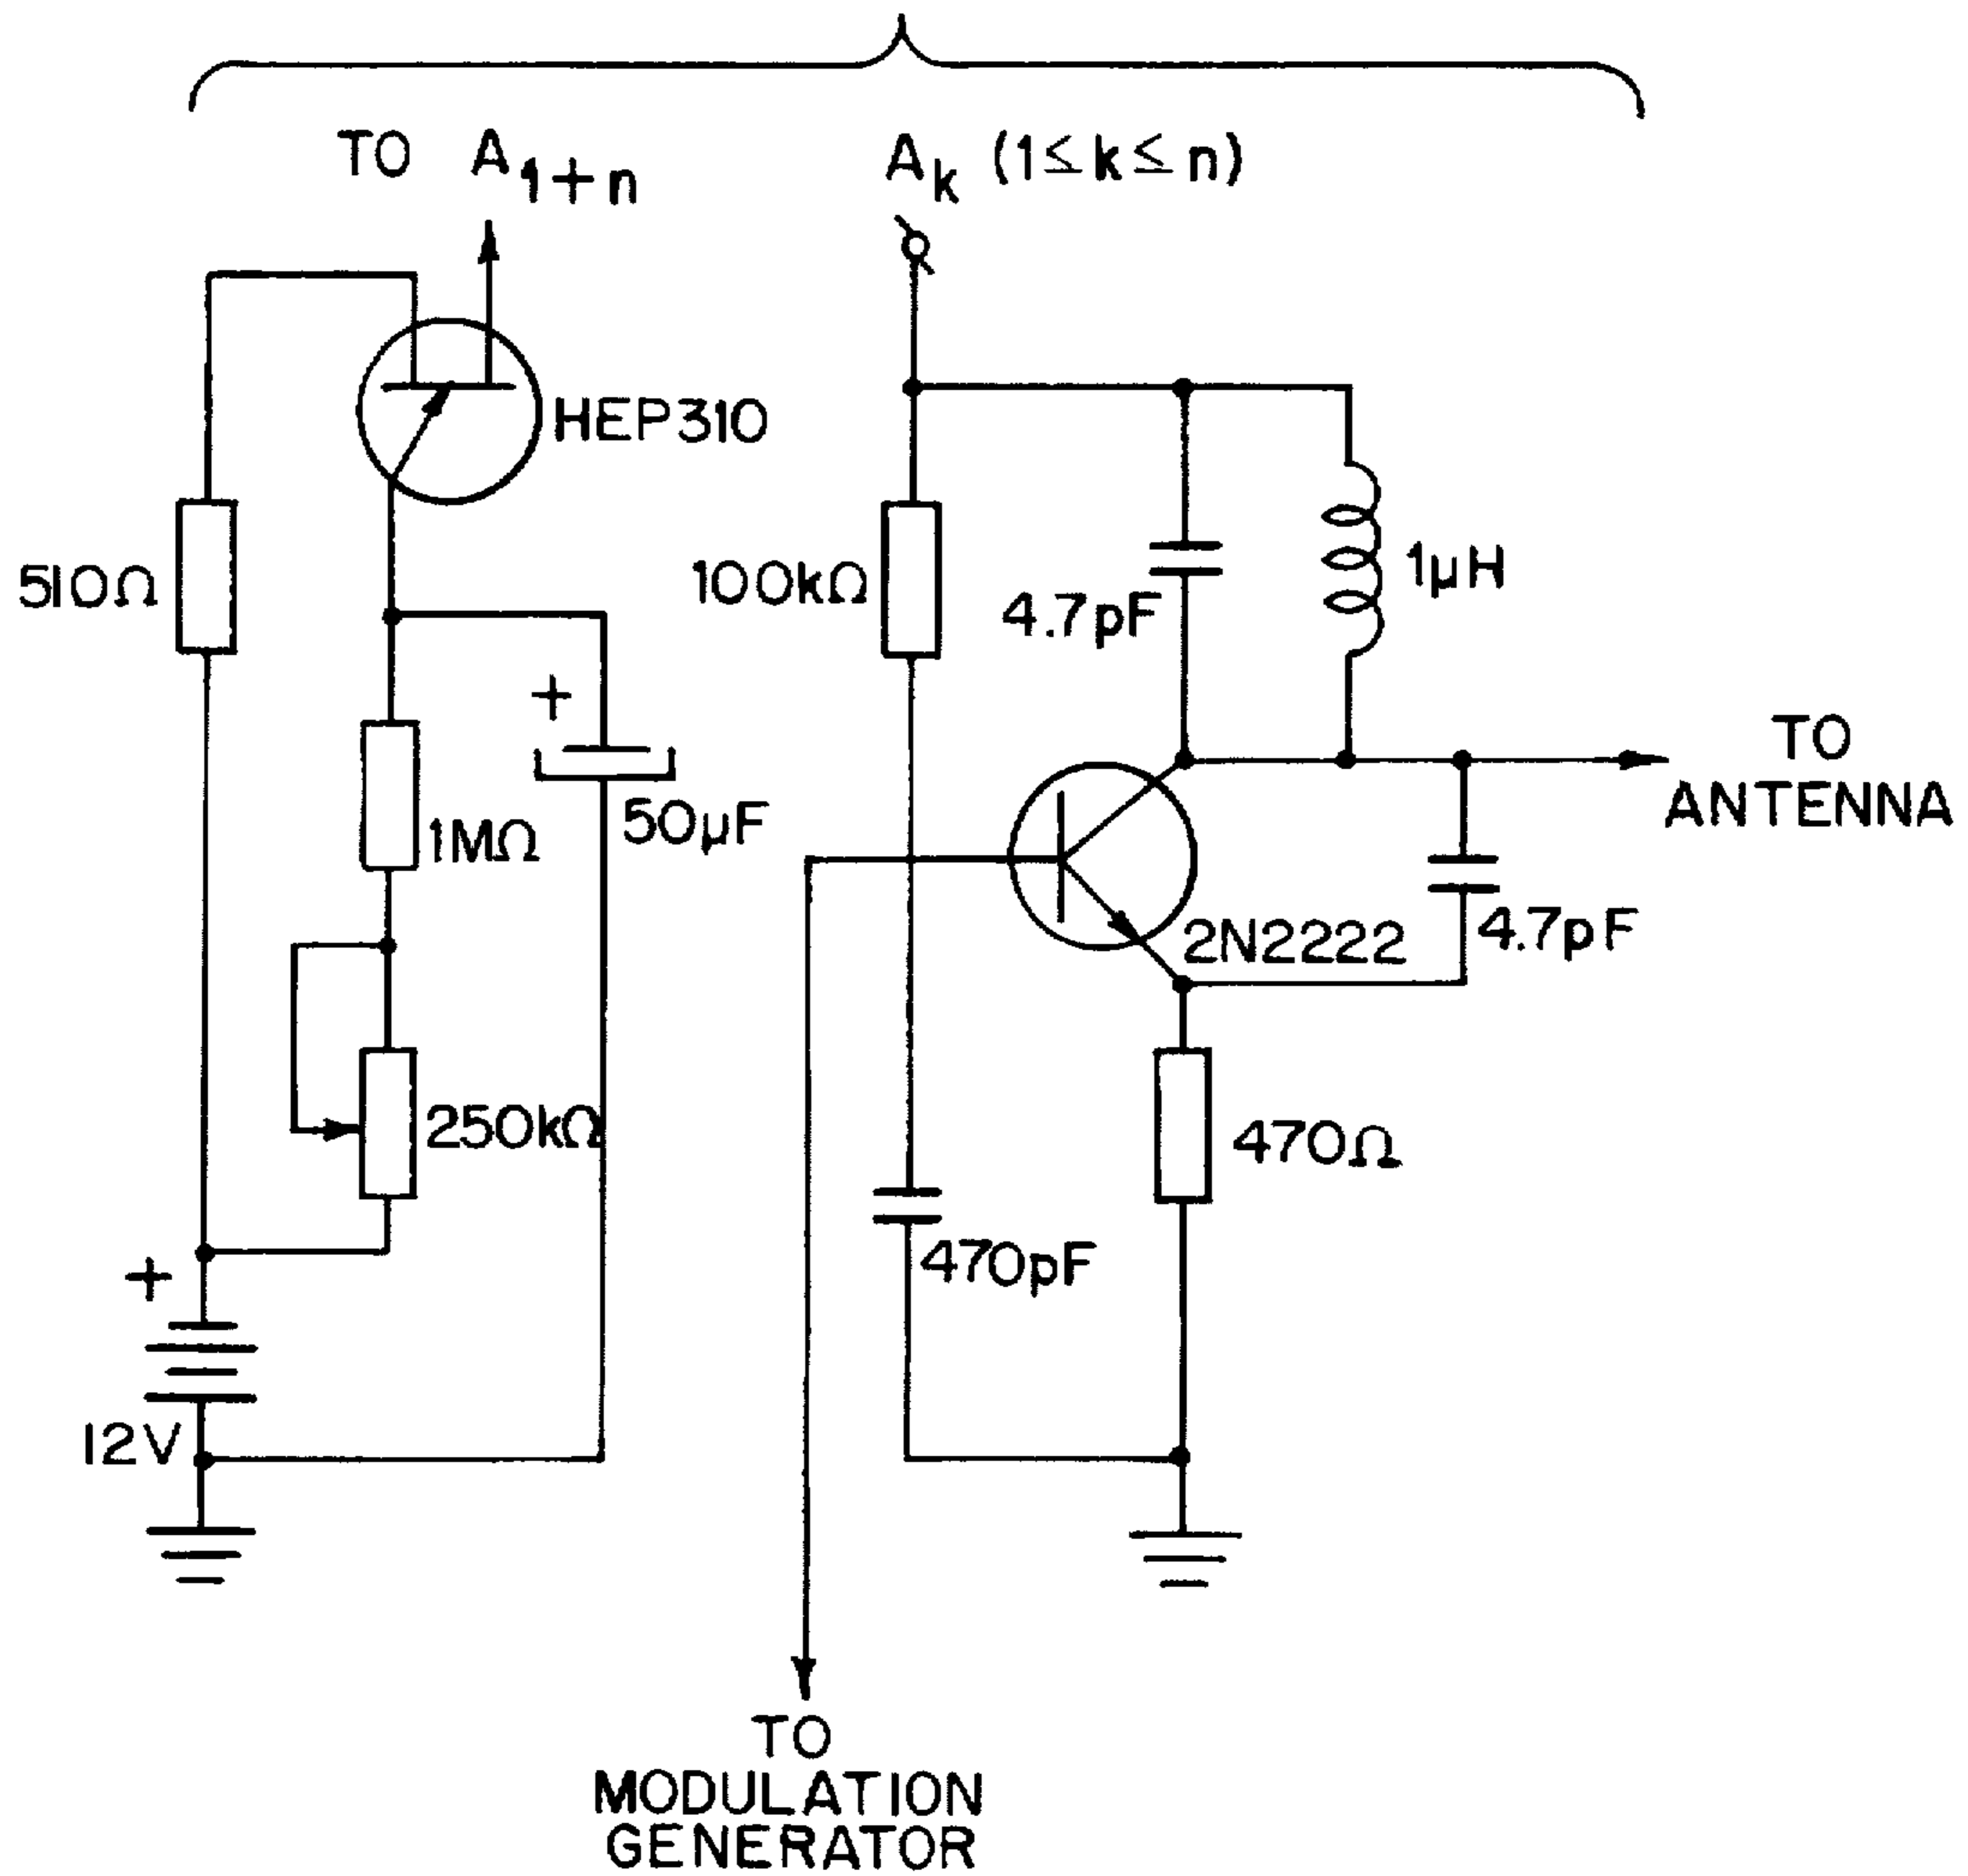 TO A1+n
Ak (1≤k≤n)
HEP310
510Ω
100kΩ
4.7pF
1μH
+
TO
ANTENNA
1MΩ
50μF
2N2222
4.7pF
250kΩ
470Ω
+
470pF
12V
TO
MODULATION
GENERATOR